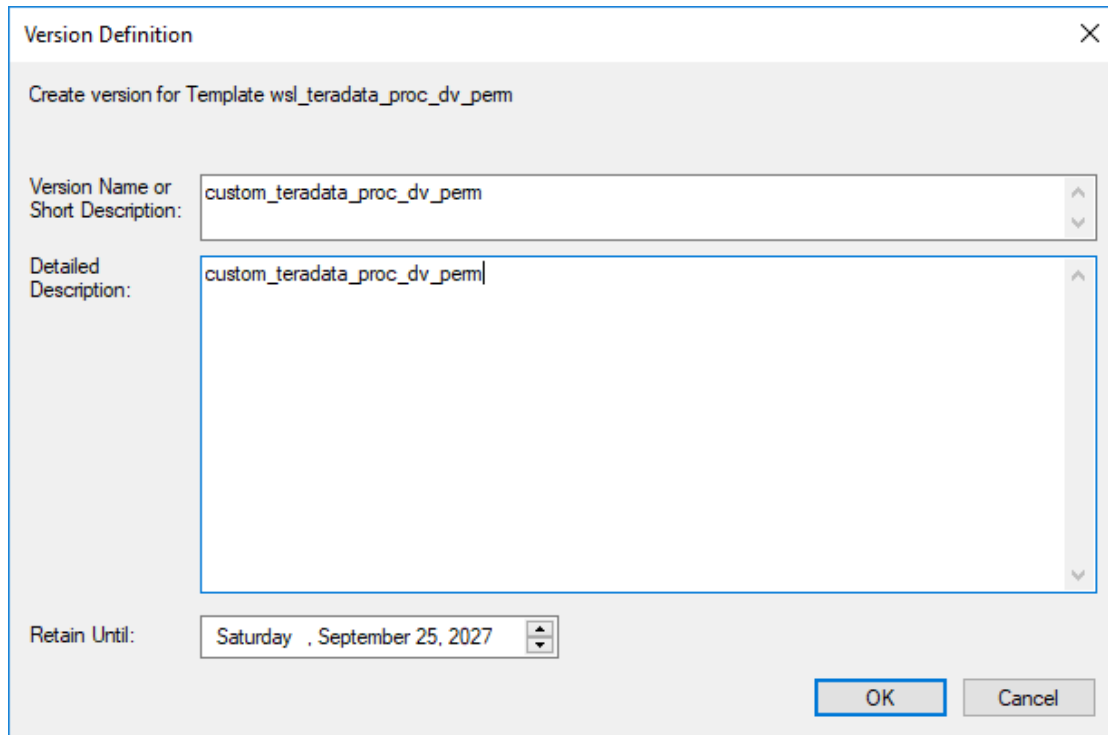 Version Definition
Create version for Template wsl_teradata_proc_dv_perm
Version Name or
Short Description:
custom_teradata_proc_dv_perm
Detailed
Description:
custom_teradata_proc_dv_perm
Retain Until:
Saturday , September 25, 2027
OK
Cancel